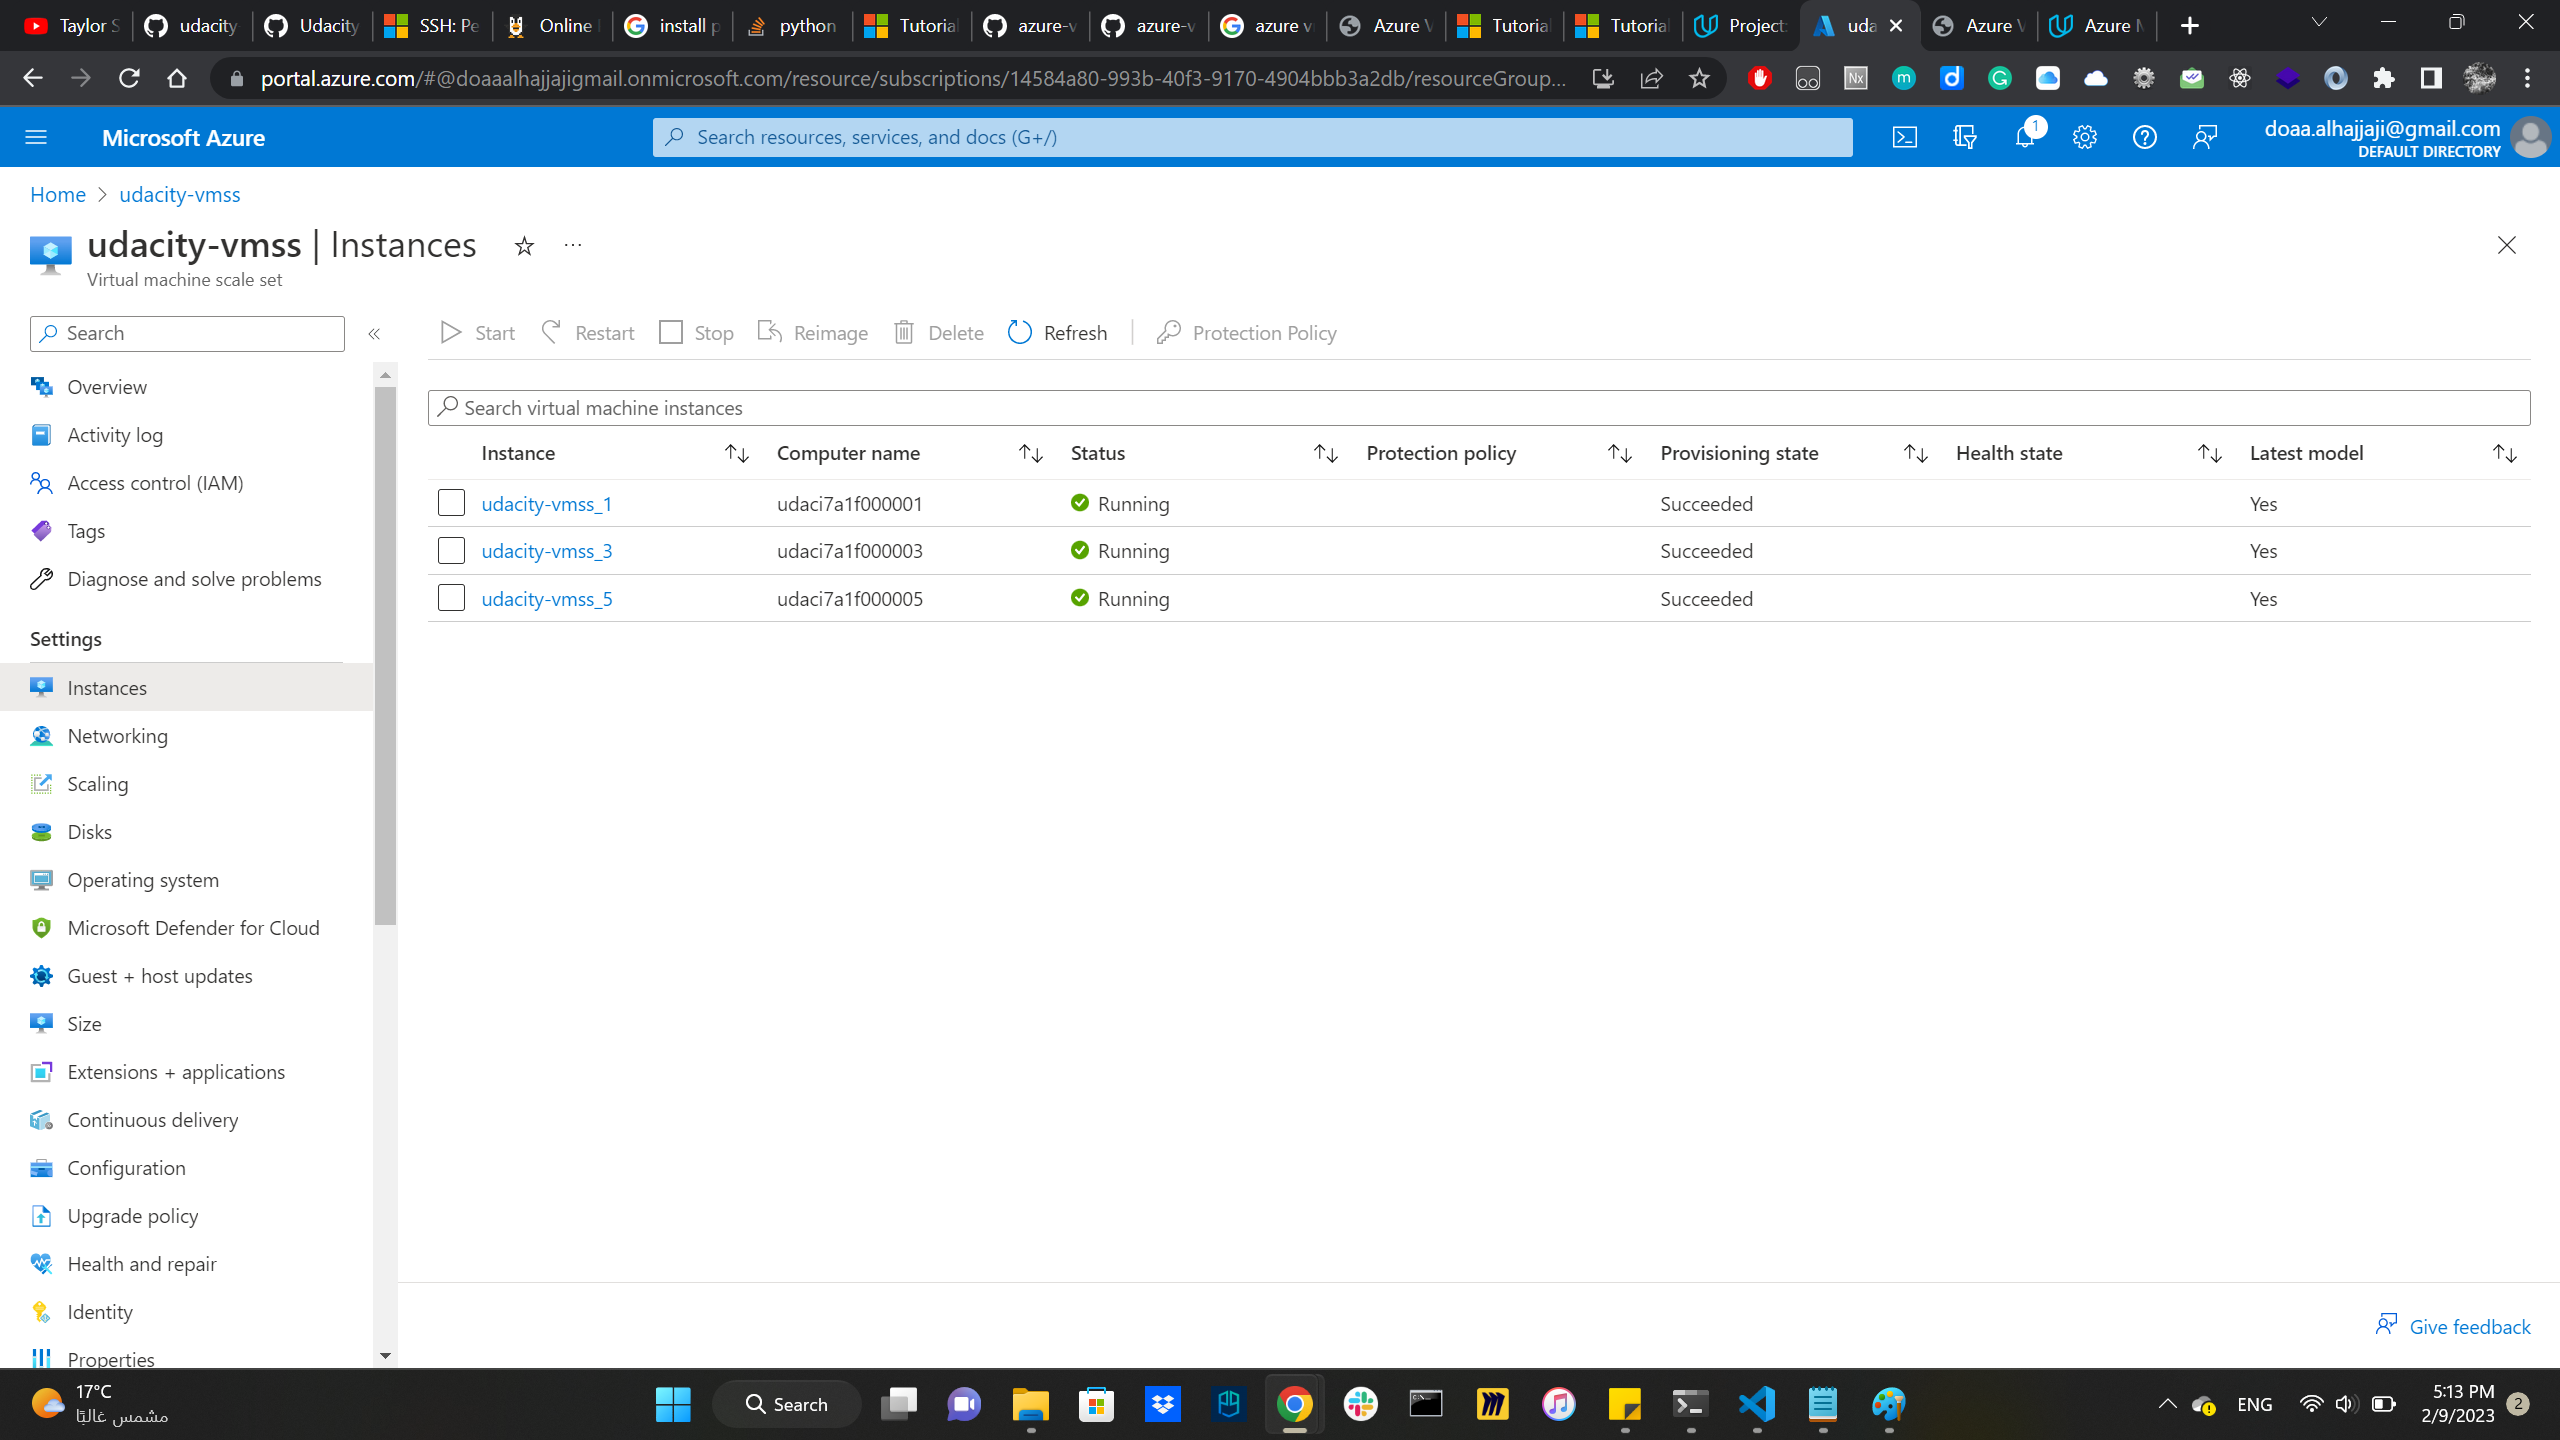 Taylor S
udacity
Udacity
SSH: Pe
Online
install p
python
Tutorial
azure-v
azure-v
azure v
Azure V
Tutorial
Tutorial
Project:
uda
Azure V
Azure M
portal.azure.com/#@doaaalhajjajigmail.onmicrosoft.com/resource/subscriptions/14584a80-993b-40f3-9170-4904bbb3a2db/resourceGroup...
Microsoft Azure
Search resources, services, and docs (G+/)
1
doaa.alhajjaji@gmail.com
DEFAULT DIRECTORY
Home > udacity-vmss
udacity-vmss | Instances
Virtual machine scale set
Search
Start Restart Stop Reimage Delete Refresh Protection Policy
Overview
Activity log
Access control (IAM)
Tags
Diagnose and solve problems
Settings
Instances
Networking
Scaling
Disks
Operating system
Microsoft Defender for Cloud
Guest + host updates
Size
Extensions + applications
Continuous delivery
Configuration
Upgrade policy
Health and repair
Identity
Properties
Search virtual machine instances
Instance Computer name Status Protection policy Provisioning state Health state Latest model
udacity-vmss_1 udaci7a1f000001 Running Succeeded Yes
udacity-vmss_3 udaci7a1f000003 Running Succeeded Yes
udacity-vmss_5 udaci7a1f000005 Running Succeeded Yes
Give feedback
17°C
مشمس غالبًا
Search
ENG
5:13 PM
2/9/2023
2